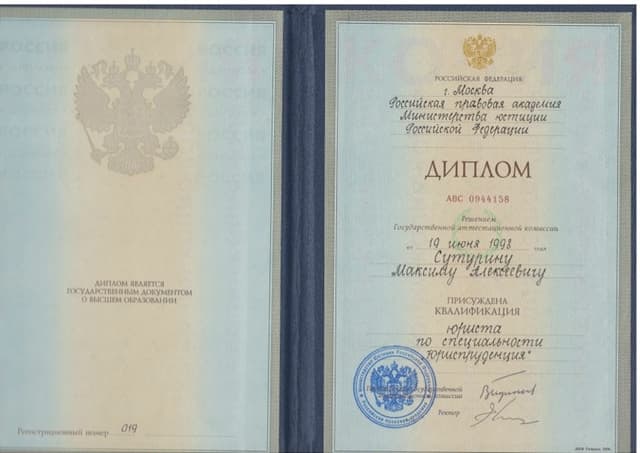 ДИПЛОМ ЯВЛЯЕТСЯ
ГОСУДАРСТВЕННЫМ ДОКУМЕНТОМ
О ВЫСШЕМ ОБРАЗОВАНИИ
Регистрационный номер 019
РОССИЙСКАЯ ФЕДЕРАЦИЯ
г. Москва
Российская правовая академия
Министерства юстиции
Российской Федерации
ДИПЛОМ
АВС 0944158
Решением
Государственной аттестационной комиссии
от 19 июня 1998 года
Сутурину
Максиму Алексеевичу
ПРИСУЖДЕНА
КВАЛИФИКАЦИЯ
юриста
по специальности
"Юриспруденция"
Государственной
комиссии
Ректор